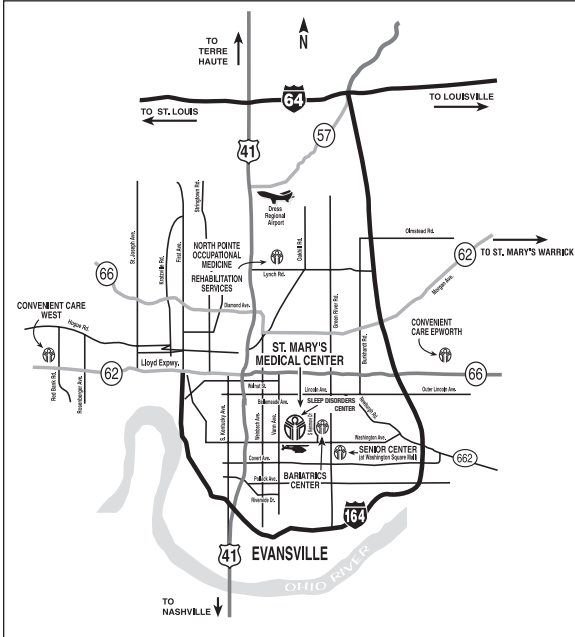 TO
TERRE
HAUTE
N
64
TO ST. LOUIS
TO LOUISVILLE
57
41
Dress
Regional
Airport
St. Joseph Ave.
Kratzville Rd.
First Ave.
Stringtown Rd.
Oakhill Rd.
Olmstead Rd.
62
TO ST. MARY'S WARRICK
NORTH POINTE
OCCUPATIONAL
MEDICINE
REHABILITATION
SERVICES
Lynch Rd.
66
Diamond Ave.
Green River Rd.
Morgan Ave.
Burkhardt Rd.
CONVENIENT CARE
WEST
Hogue Rd.
ST. MARY'S
MEDICAL CENTER
CONVENIENT
CARE EPWORTH
Lloyd Expwy.
62
66
Red Bank Rd.
Rosenberger Ave.
Walnut St.
Lincoln Ave.
Outer Lincoln Ave.
Bellemeade Ave.
SLEEP DISORDERS
CENTER
Newburgh Rd.
S. Kentucky Ave.
Weinbach Ave.
Vann Ave.
Washington Ave.
SENIOR CENTER
(at Washington Square Mall)
Covert Ave.
662
BARIATRICS
CENTER
Pollack Ave.
Riverside Dr.
164
41
EVANSVILLE
OHIO RIVER
TO
NASHVILLE